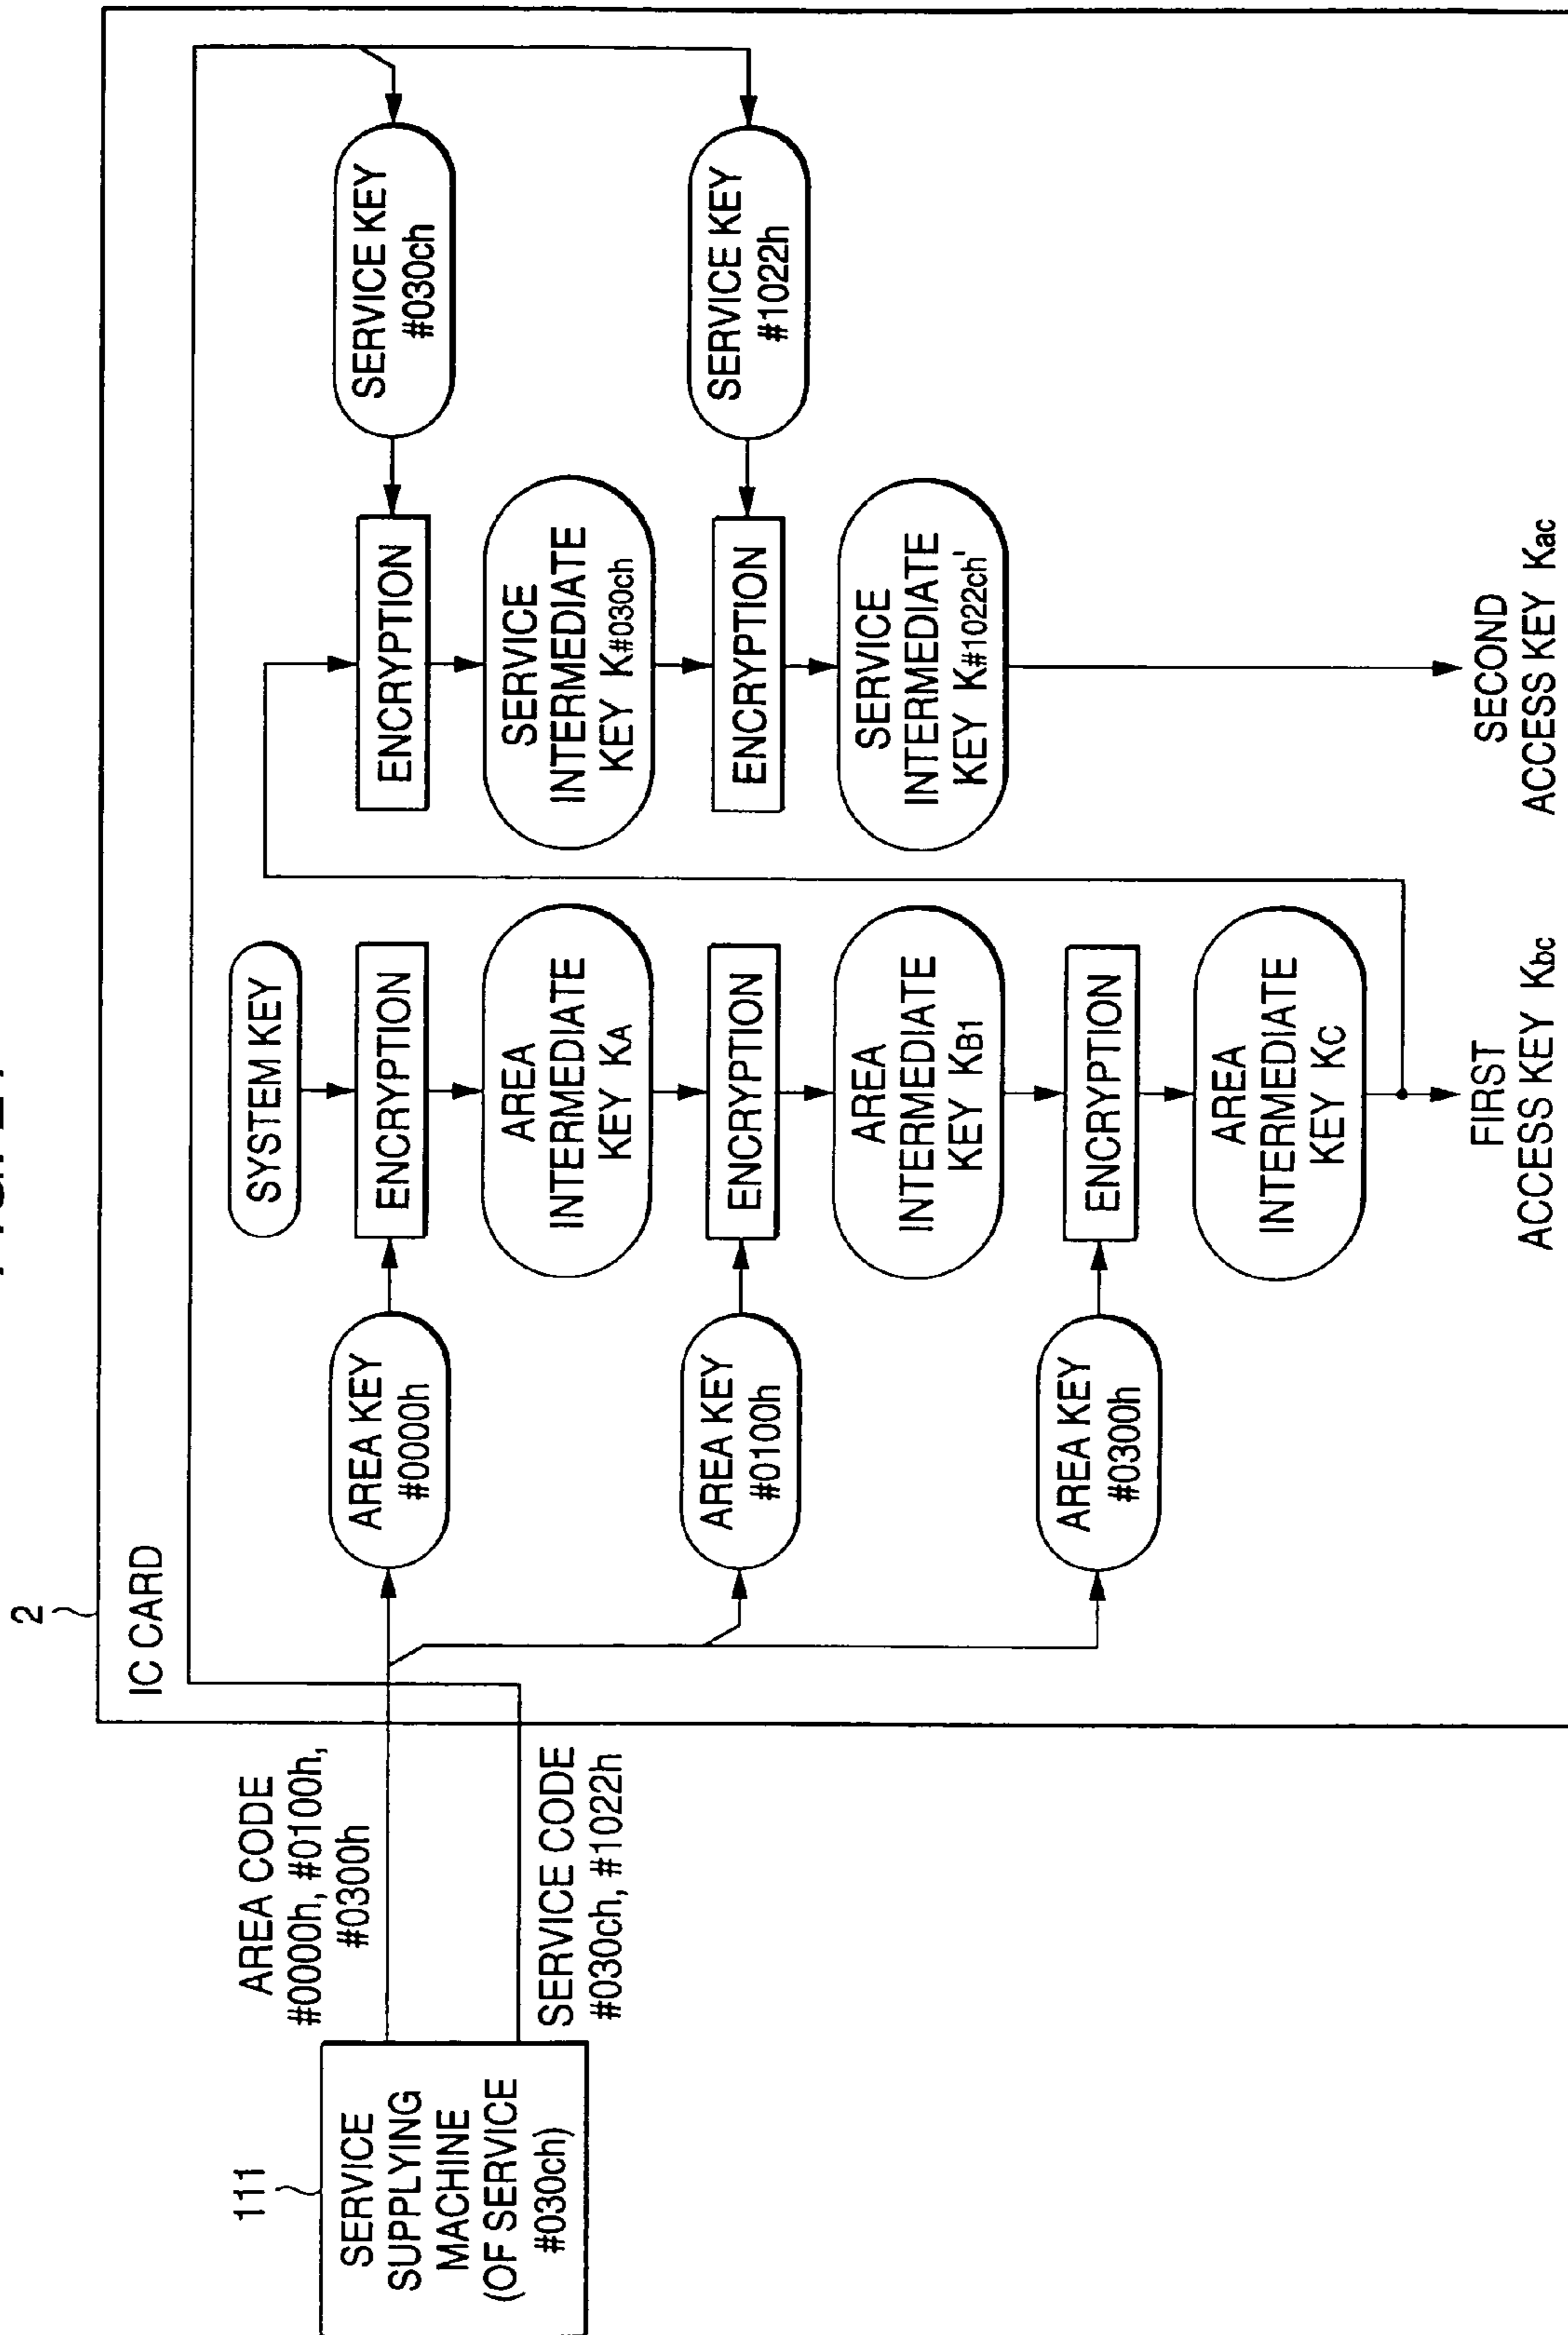 2
IC CARD
111
SERVICE
SUPPLYING
MACHINE
(OF SERVICE
#030ch)
AREA CODE
#0000h, #0100h,
#0300h
SERVICE CODE
#030ch, #1022h
AREA KEY
#0000h
AREA KEY
#0100h
AREA KEY
#0300h
SYSTEM KEY
ENCRYPTION
AREA
INTERMEDIATE
KEY KA
ENCRYPTION
AREA
INTERMEDIATE
KEY KB1
ENCRYPTION
AREA
INTERMEDIATE
KEY KC
FIRST
ACCESS KEY Kbc
ENCRYPTION
SERVICE
INTERMEDIATE
KEY K#030ch
ENCRYPTION
SERVICE
INTERMEDIATE
KEY K#1022ch'
SECOND
ACCESS KEY Kac
SERVICE KEY
#030ch
SERVICE KEY
#1022h